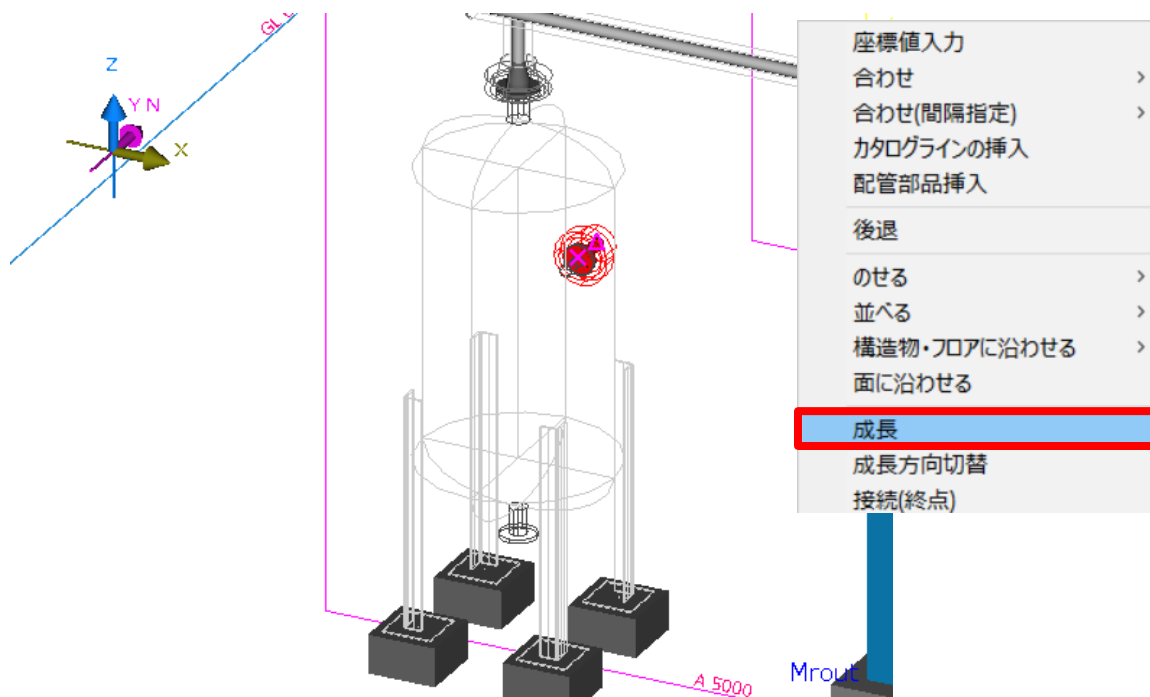 GL
Z
Y N
X
A 5000
Mrout
座標値入力
合わせ
合わせ(間隔指定)
カタログラインの挿入
配管部品挿入
後退
のせる
並べる
構造物・フロアに沿わせる
面に沿わせる
成長
成長方向切替
接続(終点)